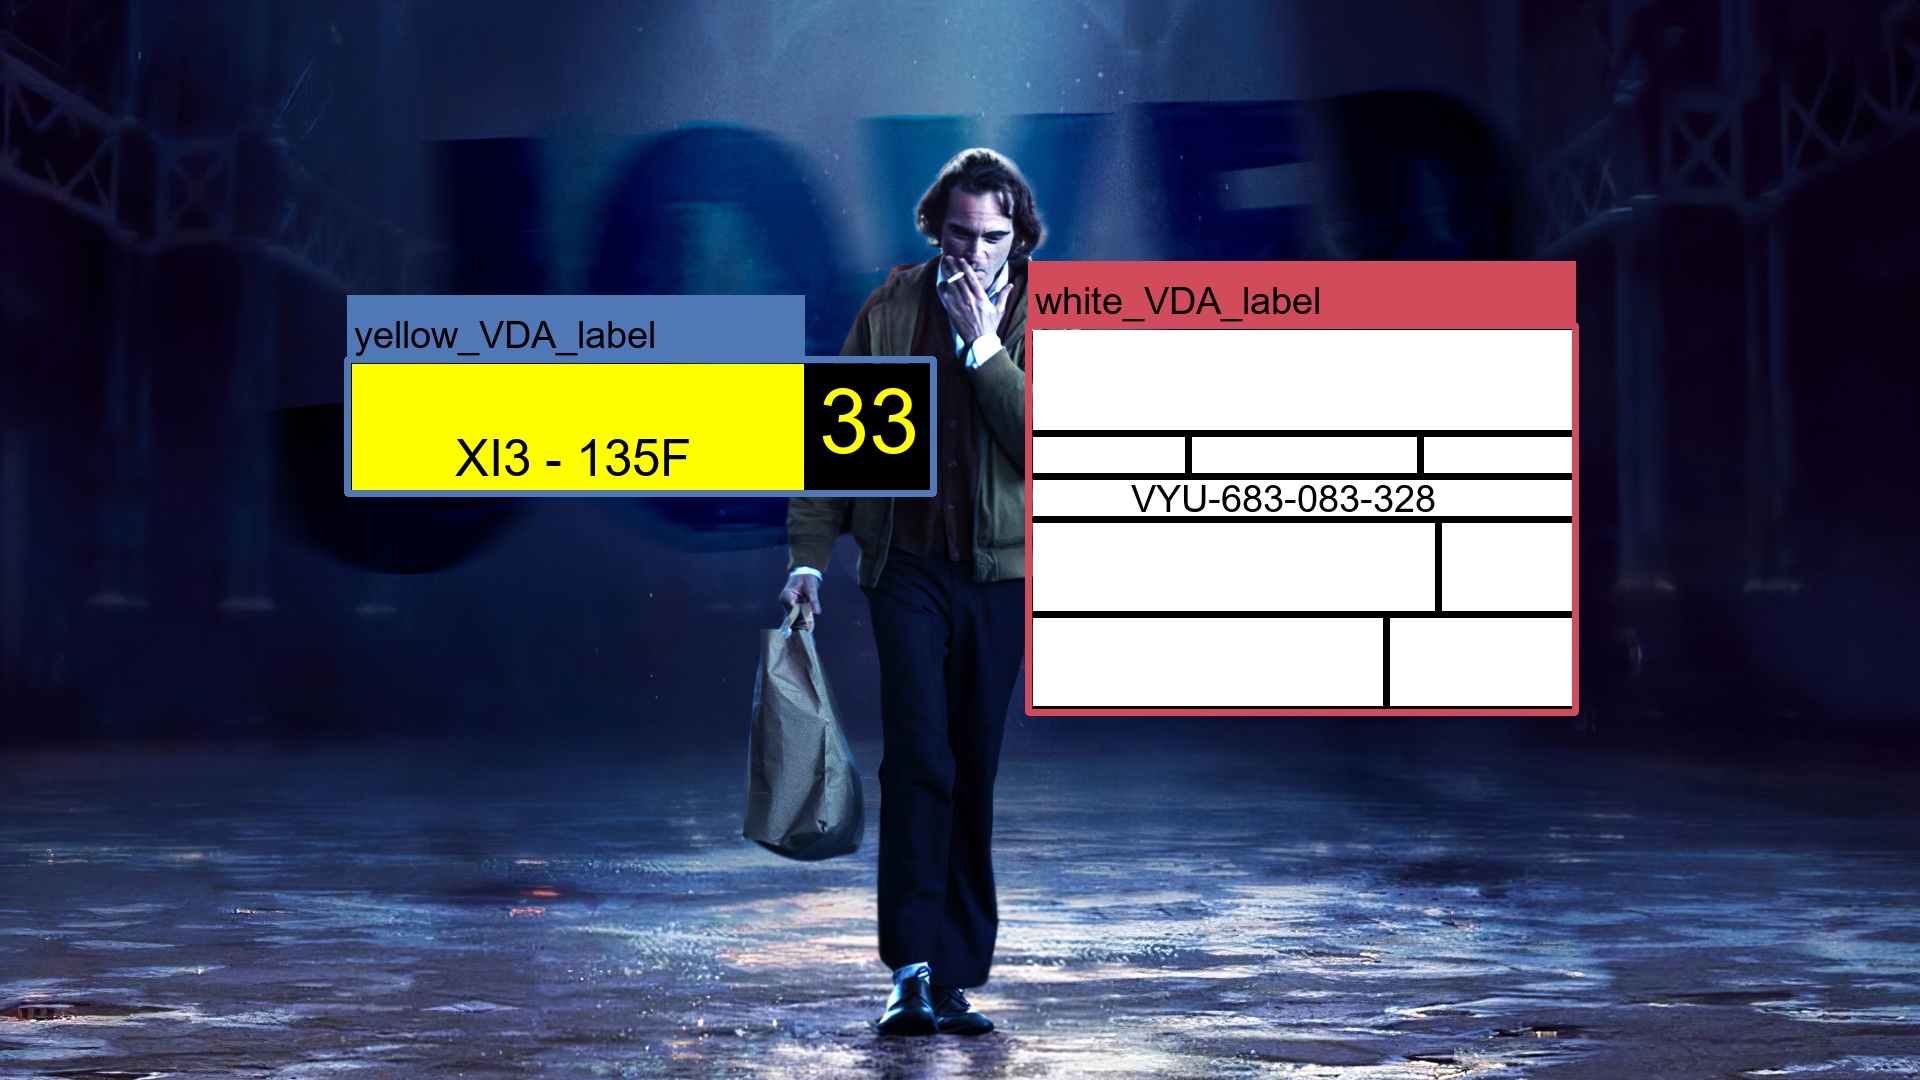 yellow_VDA_label
XI3 - 135F
33
white_VDA_label
VYU-683-083-328